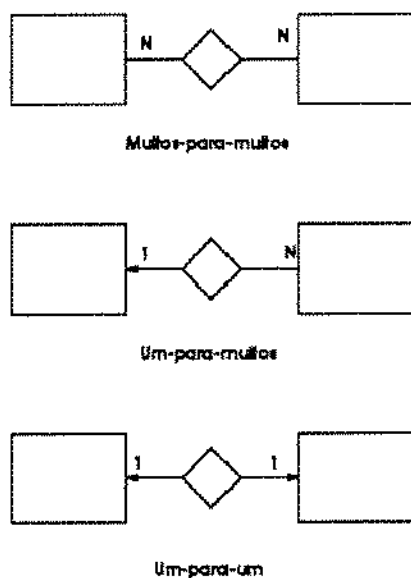 N N
Muitos-para-muitos
1 N
Um-para-muitos
1 1
Um-para-um